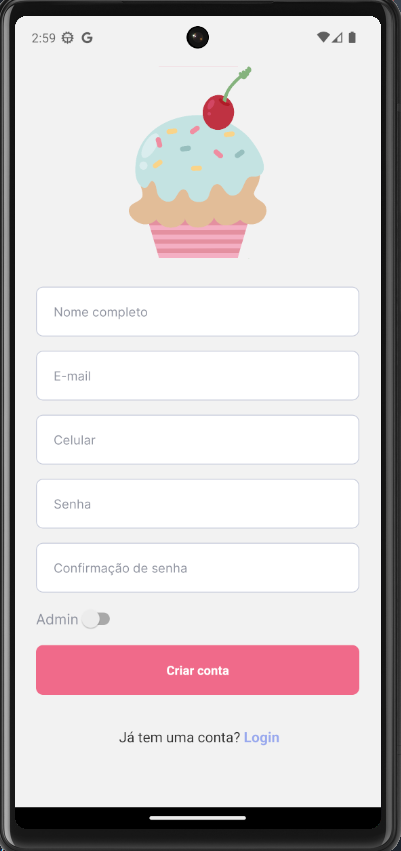 2:59
Nome completo
E-mail
Celular
Senha
Confirmação de senha
Admin
Criar conta
Já tem uma conta? Login